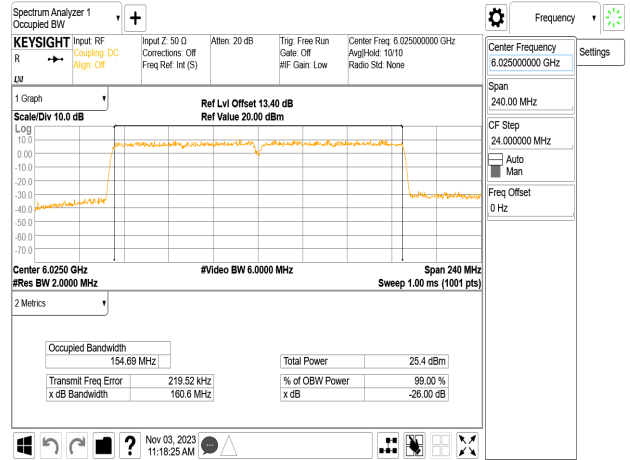 Spectrum Analyzer 1
Occupied BW
Frequency
KEYSIGHT
R
Input: RF
Coupling: DC
Align: Off
Input Z: 50 Ω
Corrections: Off
Freq Ref: Int (S)
Atten: 20 dB
Trig: Free Run
Gate: Off
#IF Gain: Low
Center Freq: 6.025000000 GHz
Avg|Hold: 10/10
Radio Std: None
LXI
Center Frequency
6.025000000 GHz
Settings
Span
240.00 MHz
CF Step
24.000000 MHz
Auto
Man
Freq Offset
0 Hz
1 Graph
Scale/Div 10.0 dB
Ref Lvl Offset 13.40 dB
Ref Value 20.00 dBm
Log
10.0
0.00
-10.0
-20.0
-30.0
-40.0
-50.0
-60.0
-70.0
Center 6.0250 GHz
#Video BW 6.0000 MHz
Span 240 MHz
#Res BW 2.0000 MHz
Sweep 1.00 ms (1001 pts)
2 Metrics
Occupied Bandwidth
154.69 MHz
Total Power 25.4 dBm
Transmit Freq Error 219.52 kHz
% of OBW Power 99.00 %
x dB Bandwidth 160.6 MHz
x dB -26.00 dB
Nov 03, 2023
11:18:25 AM